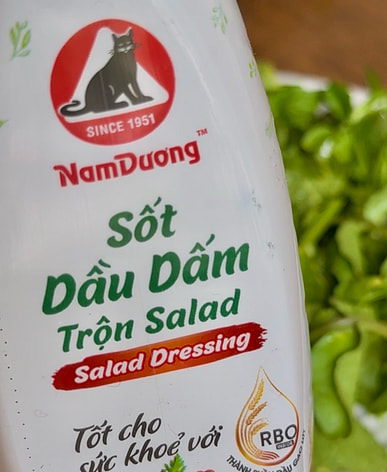 SINCE 1951
NamDương™
Sốt
Dầu Dấm
Trộn Salad
Salad Dressing
Tốt cho
sức khoẻ với
RBO